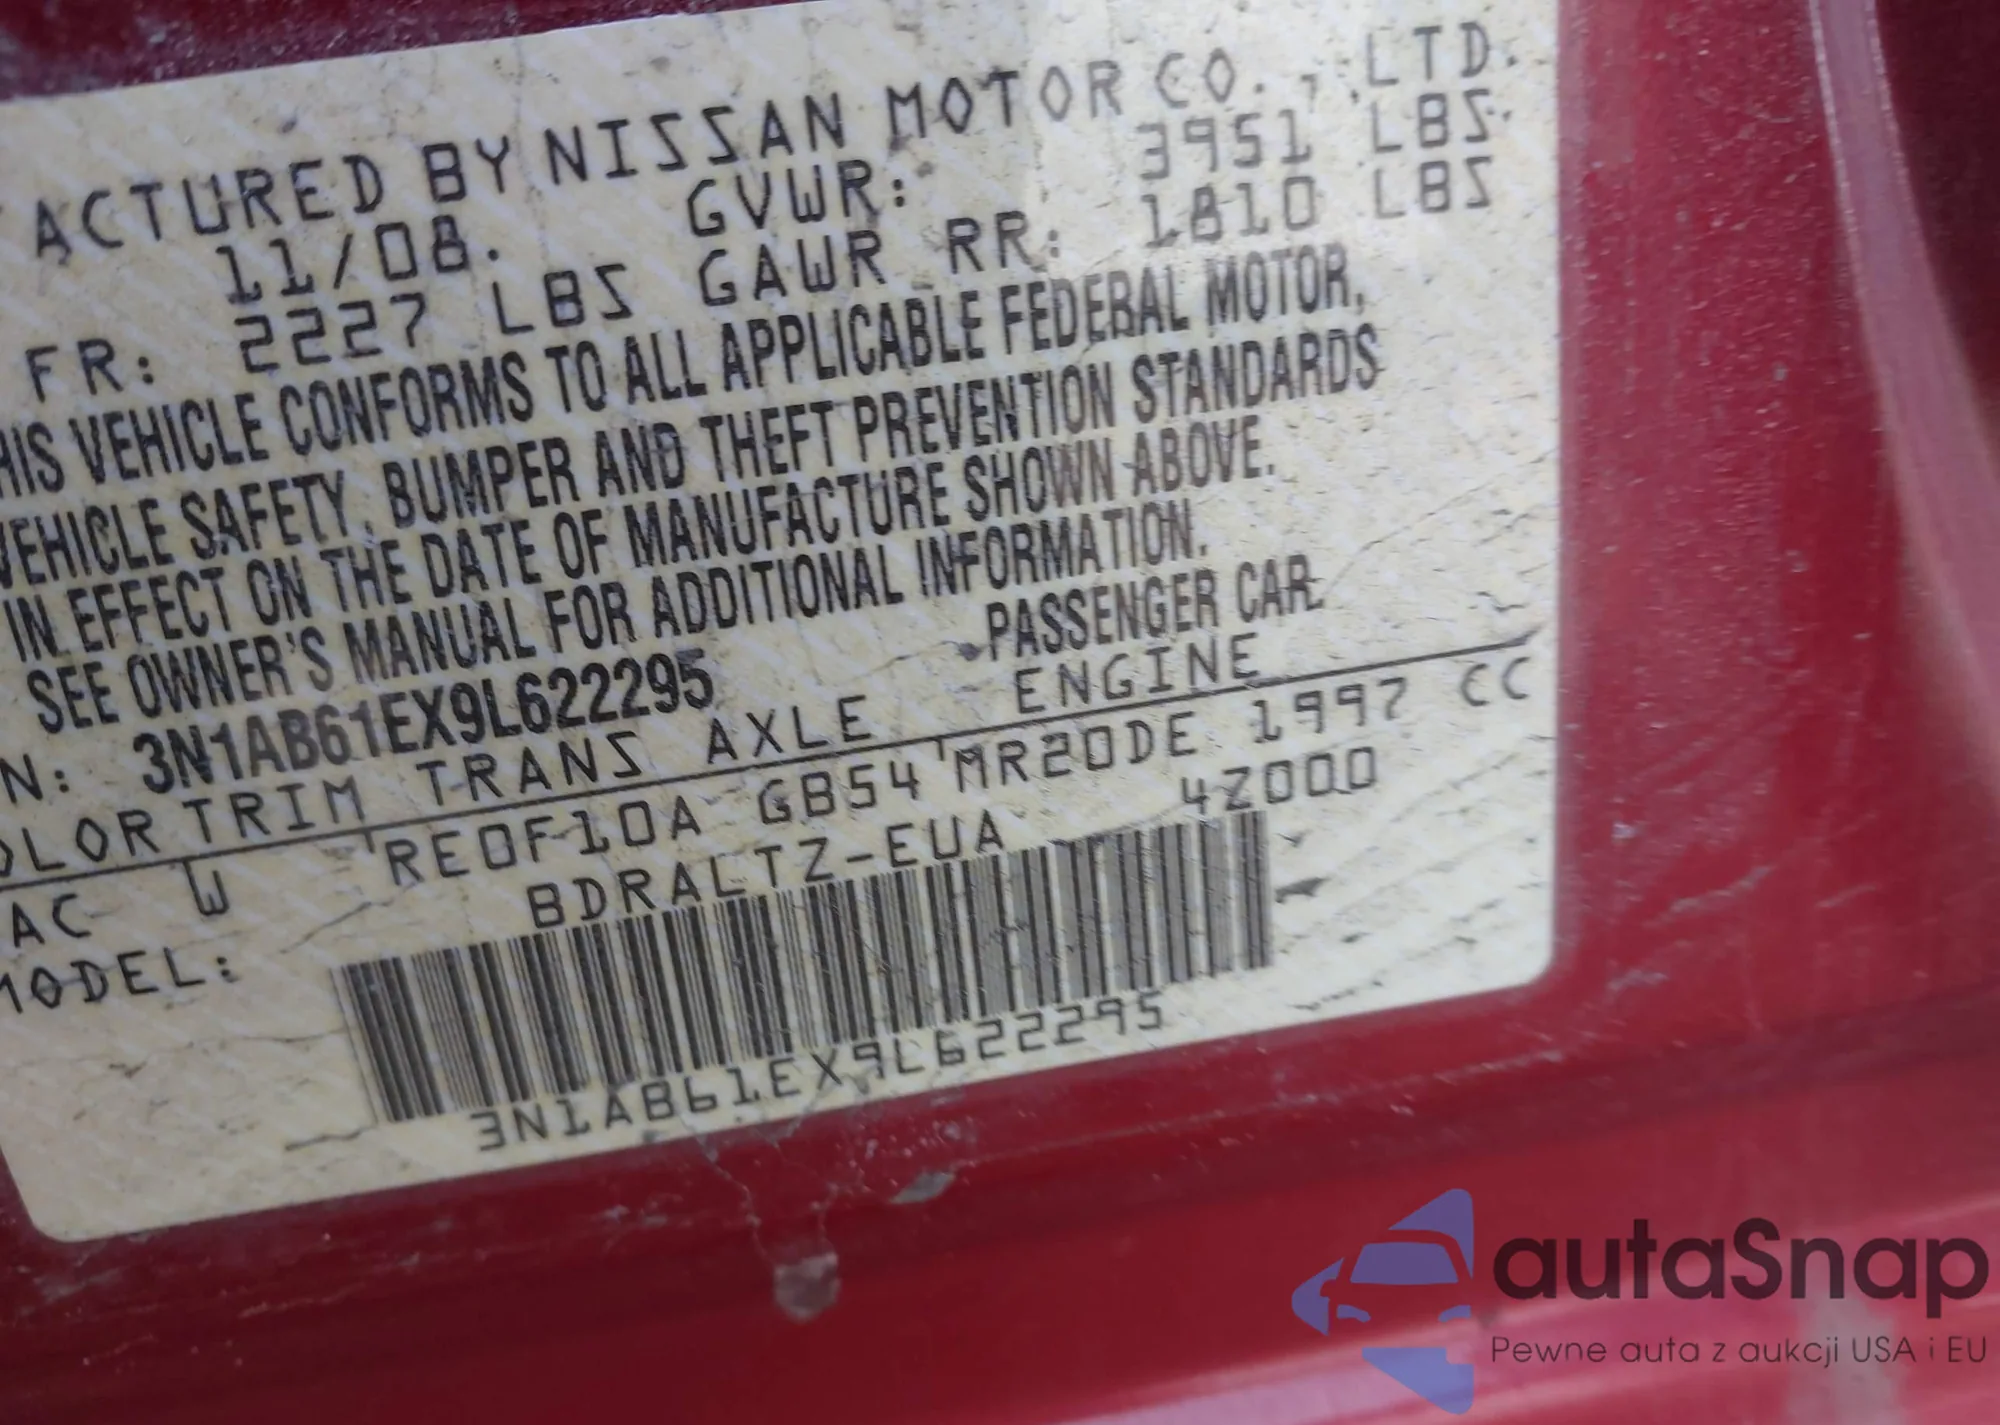 ACTURED BY NISSAN MOTOR CO., LTD.
11/08. GVWR: 3951 LBS.
FR: 2227 LBS GAWR RR: 1810 LBS
HIS VEHICLE CONFORMS TO ALL APPLICABLE FEDERAL MOTOR,
VEHICLE SAFETY, BUMPER AND THEFT PREVENTION STANDARDS
IN EFFECT ON THE DATE OF MANUFACTURE SHOWN ABOVE.
SEE OWNER'S MANUAL FOR ADDITIONAL INFORMATION.
N: 3N1AB61EX9L622295 PASSENGER CAR
OLOR TRIM TRANS AXLE ENGINE
AC W RE0F10A GB54 MR20DE 1997 CC
MODEL: BDRALTZ-EUA 4Z000
3N1AB61EX9L622295
autaSnap
Pewne auta z aukcji USA i EU